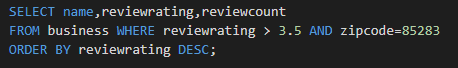 SELECT name,reviewrating,reviewcount
FROM business WHERE reviewrating > 3.5 AND zipcode=85283
ORDER BY reviewrating DESC;